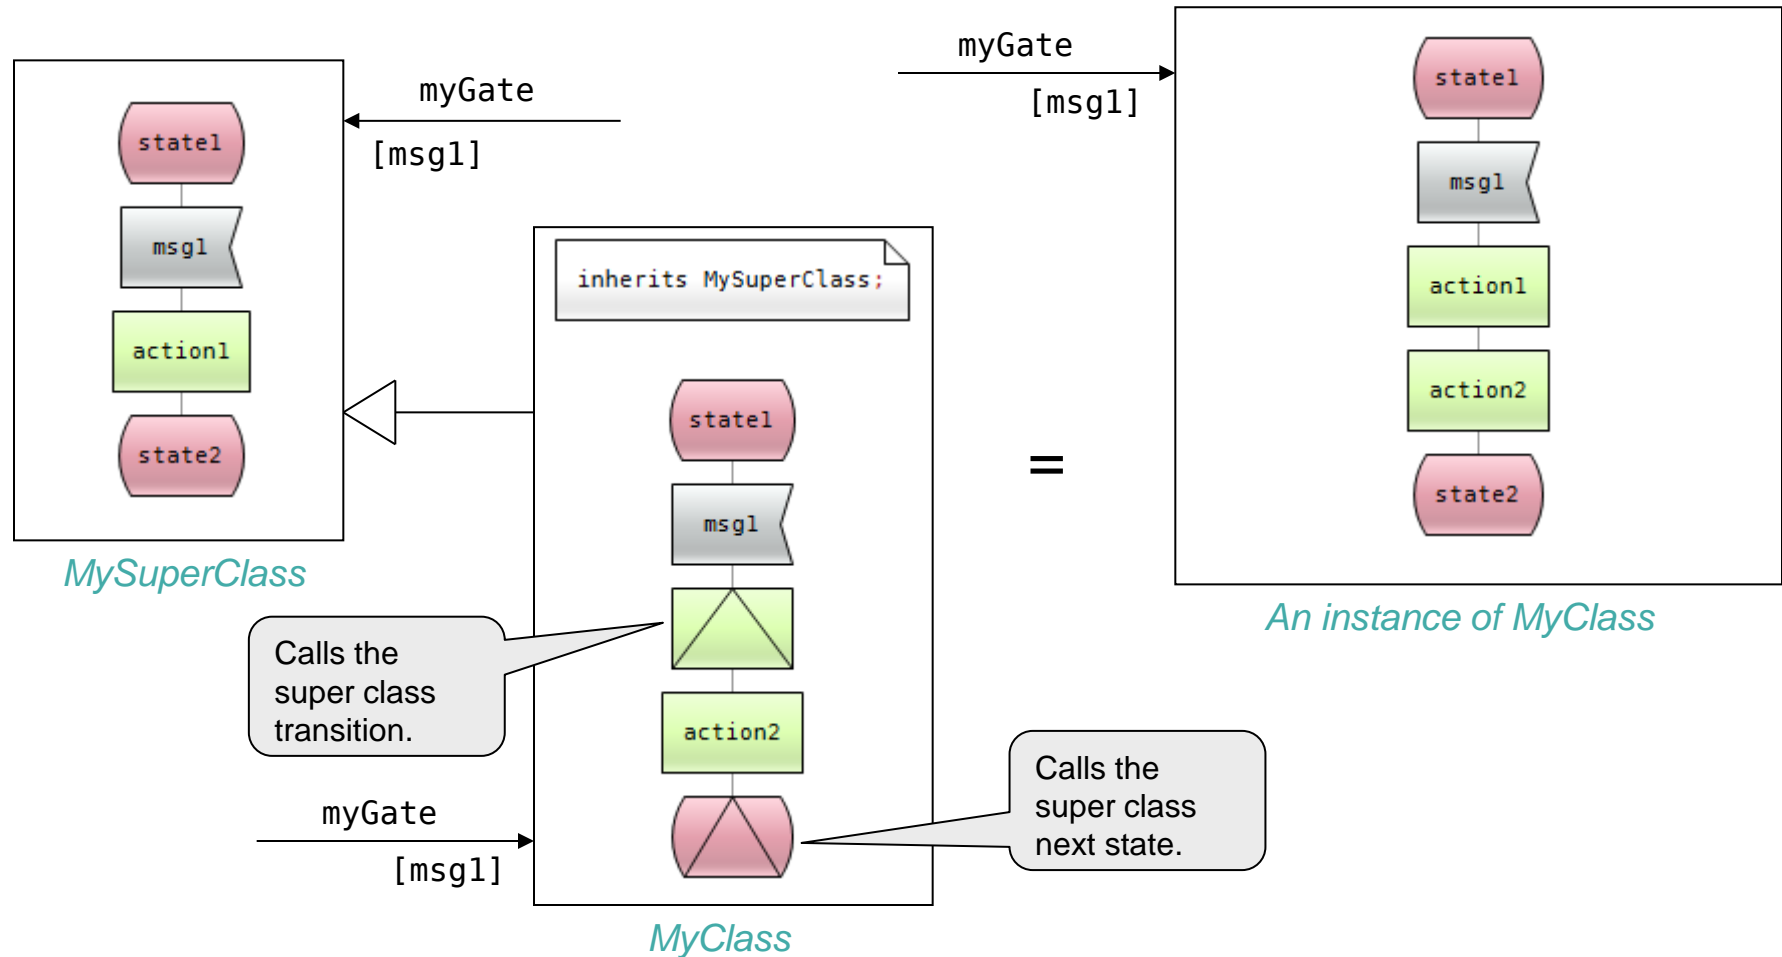 myGate
[msg1]
state1
msg1
action1
state2
MySuperClass
inherits MySuperClass;
state1
msg1
action2
Calls the
super class
transition.
Calls the
super class
next state.
myGate
[msg1]
MyClass
=
myGate
[msg1]
state1
msg1
action1
action2
state2
An instance of MyClass